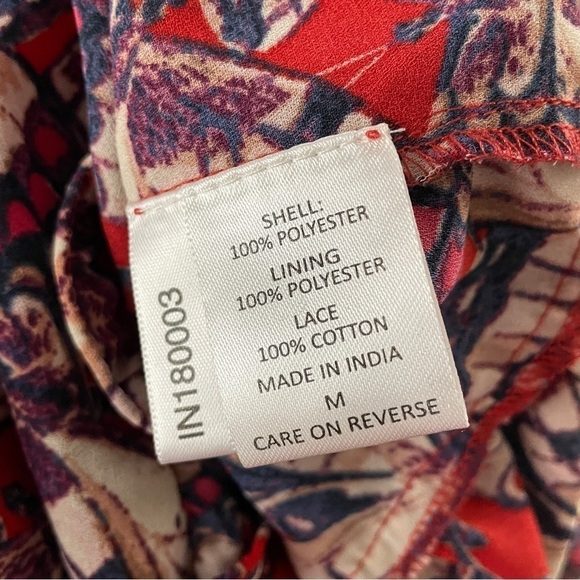 SHELL:
100% POLYESTER
LINING
100% POLYESTER
LACE
100% COTTON
MADE IN INDIA
M
CARE ON REVERSE
IN180003